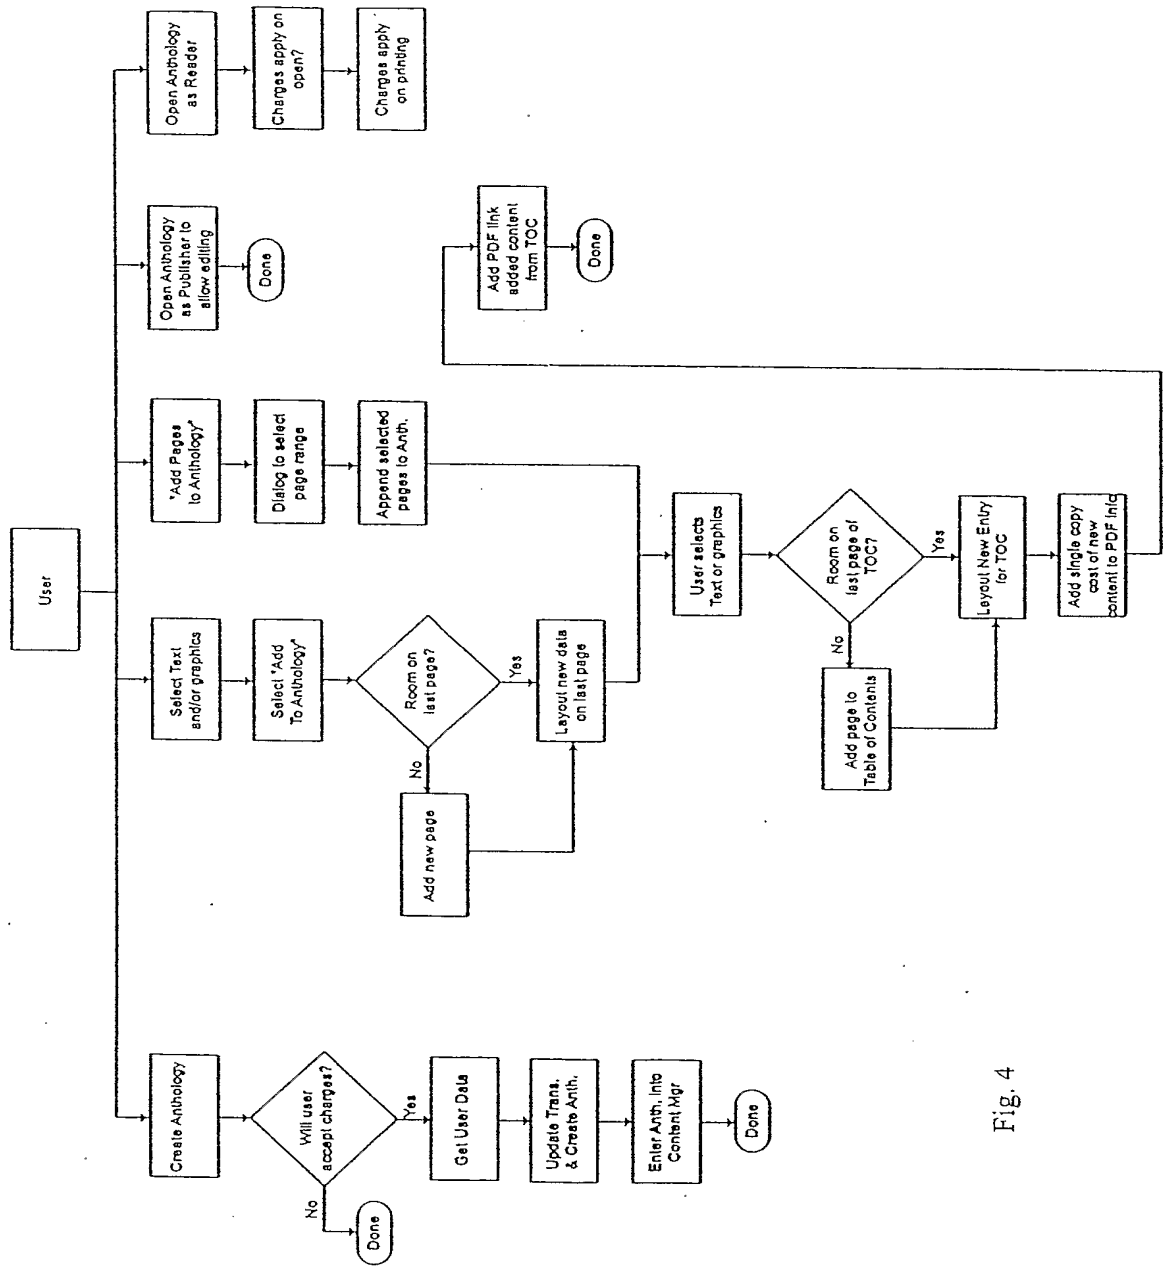 User
Create Anthology
Will user
accept charges?
No
Done
Yes
Get User Data
Update Trans.
& Create Anth.
Enter Anth. Into
Content Mgr
Done
Select Text
and/or graphics
Select "Add
To Anthology"
Room on
last page?
No
Add new page
Yes
Layout new data
on last page
"Add Pages
to Anthology"
Dialog to select
page range
Append selected
pages to Anth.
User selects
Text or graphics
Room on
last page of
TOC?
No
Add page to
Table of Contents
Yes
Layout New Entry
for TOC
Add single copy
cost of new
content to PDF Info
Add PDF link
added content
from TOC
Done
Open Anthology
as Publisher to
allow editing
Done
Open Anthology
as Reader
Charges apply on
open?
Charges apply
on printing
Fig. 4